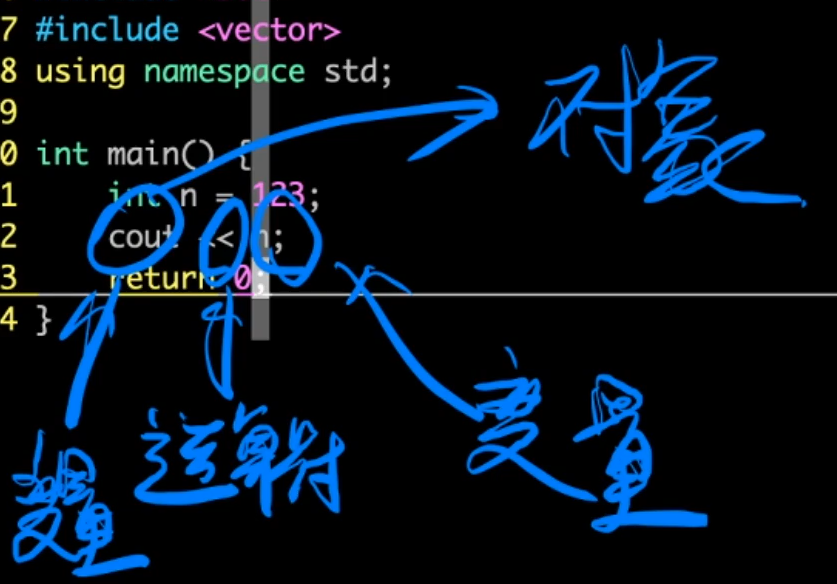 7 #include <vector>
8 using namespace std;
9
0 int main() {
1 int n = 123;
2 cout << n;
3 return 0;
4 }
对象
变量
运算符
变量